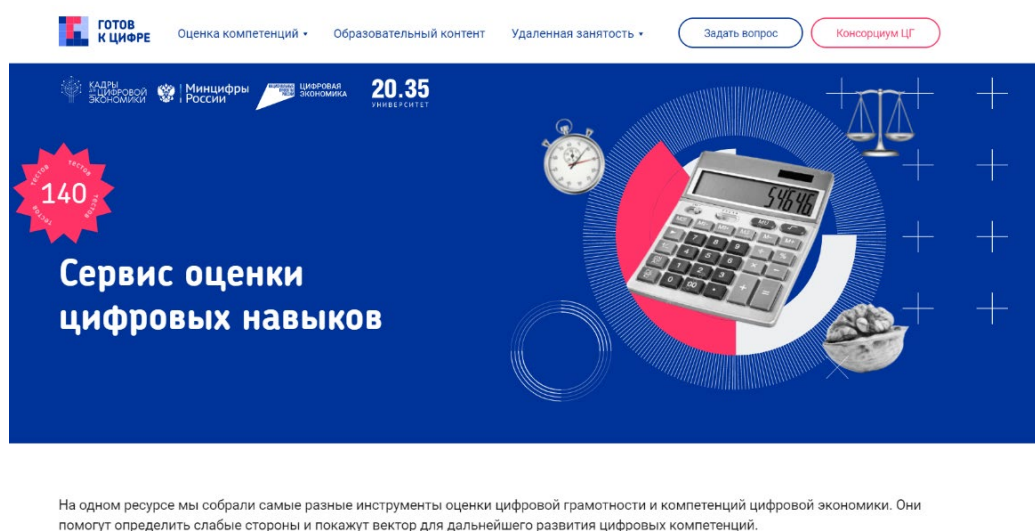 ГОТОВ
К ЦИФРЕ
Оценка компетенций
Образовательный контент
Удаленная занятость
Задать вопрос
Консорциум ЦГ
КАДРЫ
ДЛЯ ЦИФРОВОЙ
ЭКОНОМИКИ
Минцифры
России
ЦИФРОВАЯ
ЭКОНОМИКА
20.35
УНИВЕРСИТЕТ
тестов тестов
140
тестов тестов
54646
Сервис оценки
цифровых навыков
На одном ресурсе мы собрали самые разные инструменты оценки цифровой грамотности и компетенций цифровой экономики. Они
помогут определить слабые стороны и покажут вектор для дальнейшего развития цифровых компетенций.